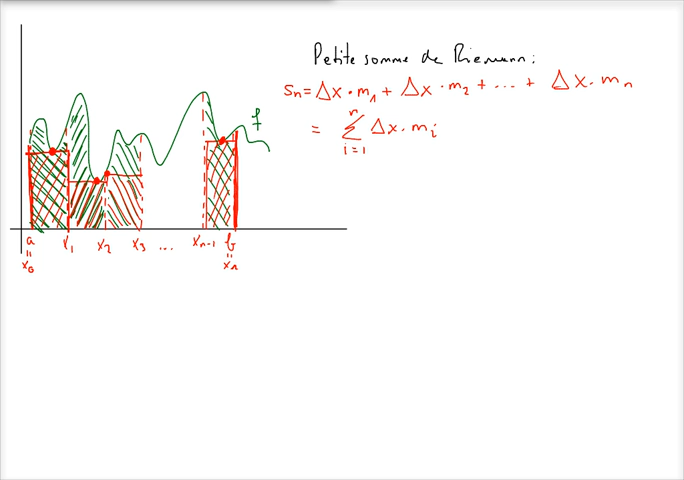 Petite somme de Riemann:
Sn = Δx·m₁ + Δx·m₂ + ... + Δx·mₙ
= ∑ᵢ₌₁ⁿ Δx·mᵢ
f
a x₁ x₂ x₃ ... xₙ₋₁ b
" "
x₀ xₙ